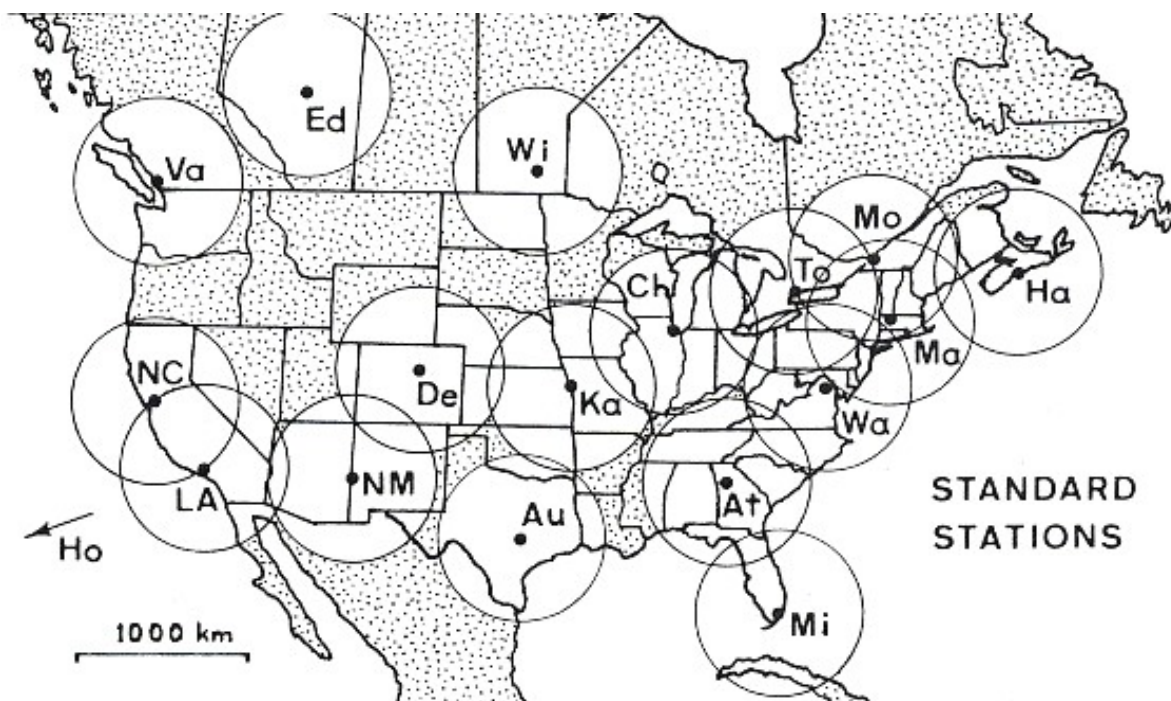 Ed
Va
Wi
Mo
To
Ch
Ha
Ma
NC
De
Ka
Wa
LA
NM
Au
At
STANDARD
STATIONS
Ho
1000 km
Mi